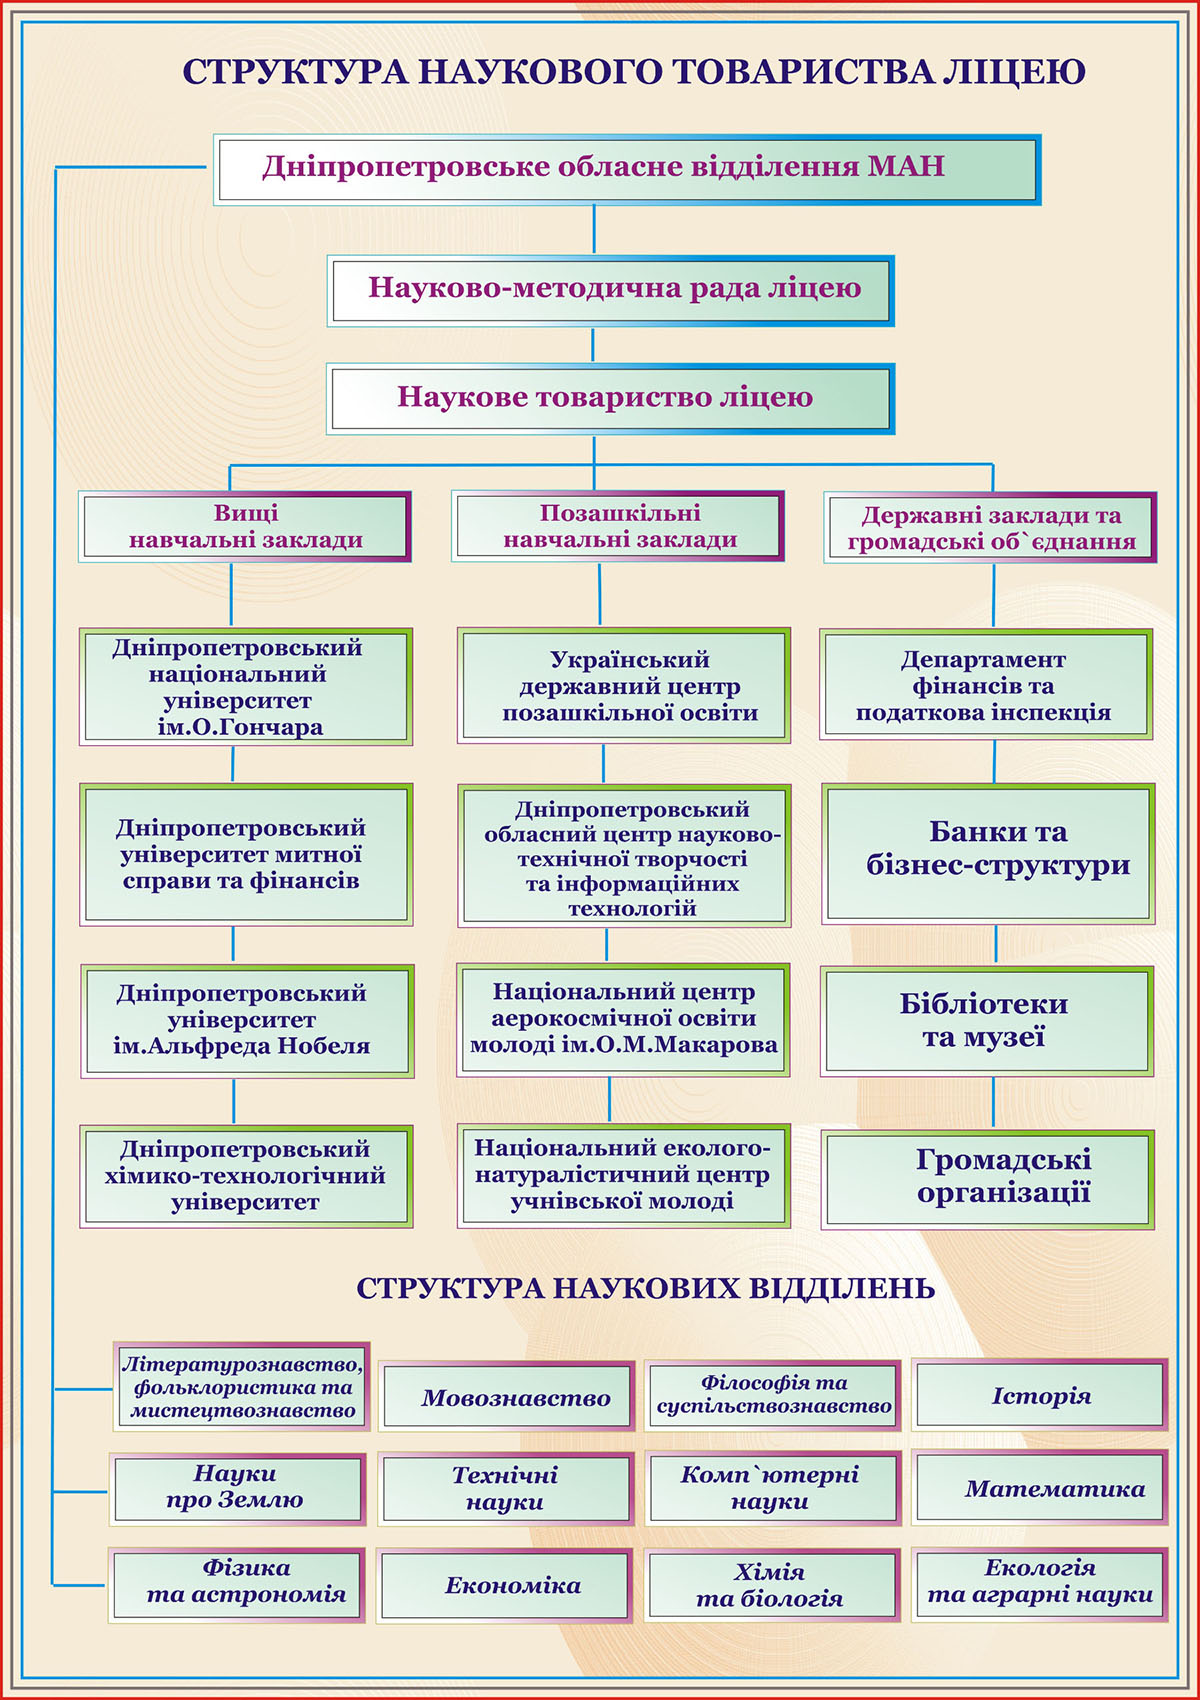 СТРУКТУРА НАУКОВОГО ТОВАРИСТВА ЛІЦЕЮ
Дніпропетровське обласне відділення МАН
Науково-методична рада ліцею
Наукове товариство ліцею
Вищі
навчальні заклади
Позашкільні
навчальні заклади
Державні заклади та
громадські об`єднання
Дніпропетровський
національний
університет
ім.О.Гончара
Український
державний центр
позашкільної освіти
Департамент
фінансів та
податкова інспекція
Дніпропетровський
університет митної
справи та фінансів
Дніпропетровський
обласний центр науково-
технічної творчості
та інформаційних
технологій
Банки та
бізнес-структури
Дніпропетровський
університет
ім.Альфреда Нобеля
Національний центр
аерокосмічної освіти
молоді ім.О.М.Макарова
Бібліотеки
та музеї
Дніпропетровський
хімико-технологічний
університет
Національний еколого-
натуралістичний центр
учнівської молоді
Громадські
організації
СТРУКТУРА НАУКОВИХ ВІДДІЛЕНЬ
Літературознавство,
фольклористика та
мистецтвознавство
Мовознавство
Філософія та
суспільствознавство
Історія
Науки
про Землю
Технічні
науки
Комп`ютерні
науки
Математика
Фізика
та астрономія
Економіка
Хімія
та біологія
Екологія
та аграрні науки